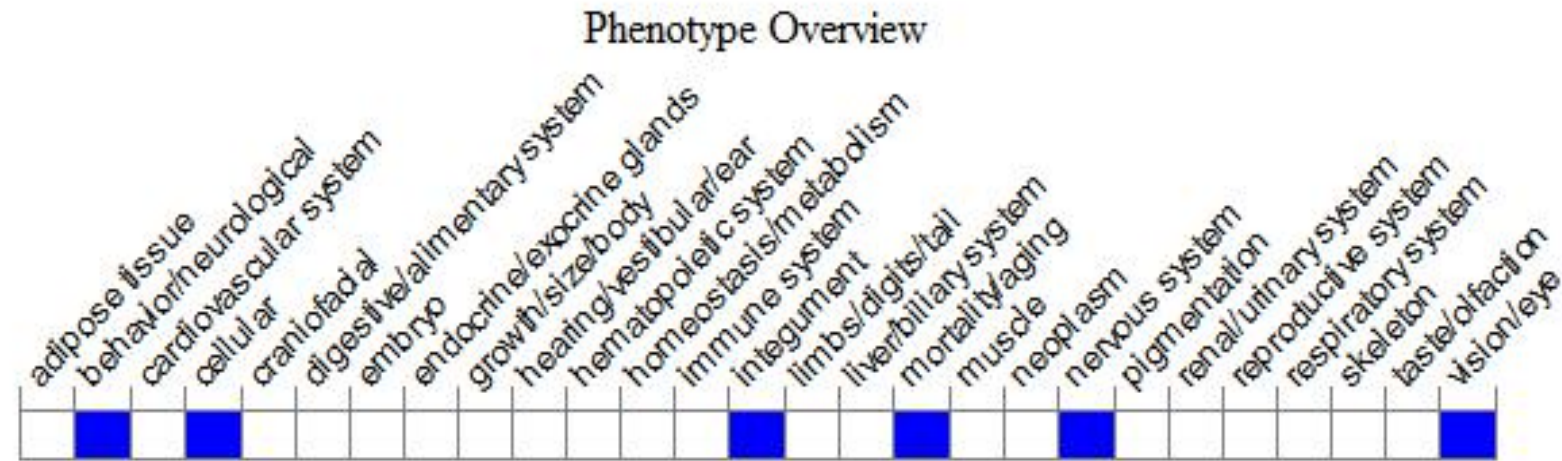 Phenotype Overview
adipose tissue
behavior/neurological
cardiovascular system
cellular
craniofacial
digestive/alimentary system
embryo
endocrine/exocrine glands
growth/size/body
hearing/vestibular/ear
hematopoietic system
homeostasis/metabolism
immune system
integument
limbs/digits/tail
liver/biliary system
mortality/aging
muscle
neoplasm
nervous system
pigmentation
renal/urinary system
reproductive system
respiratory system
skeleton
taste/olfaction
vision/eye